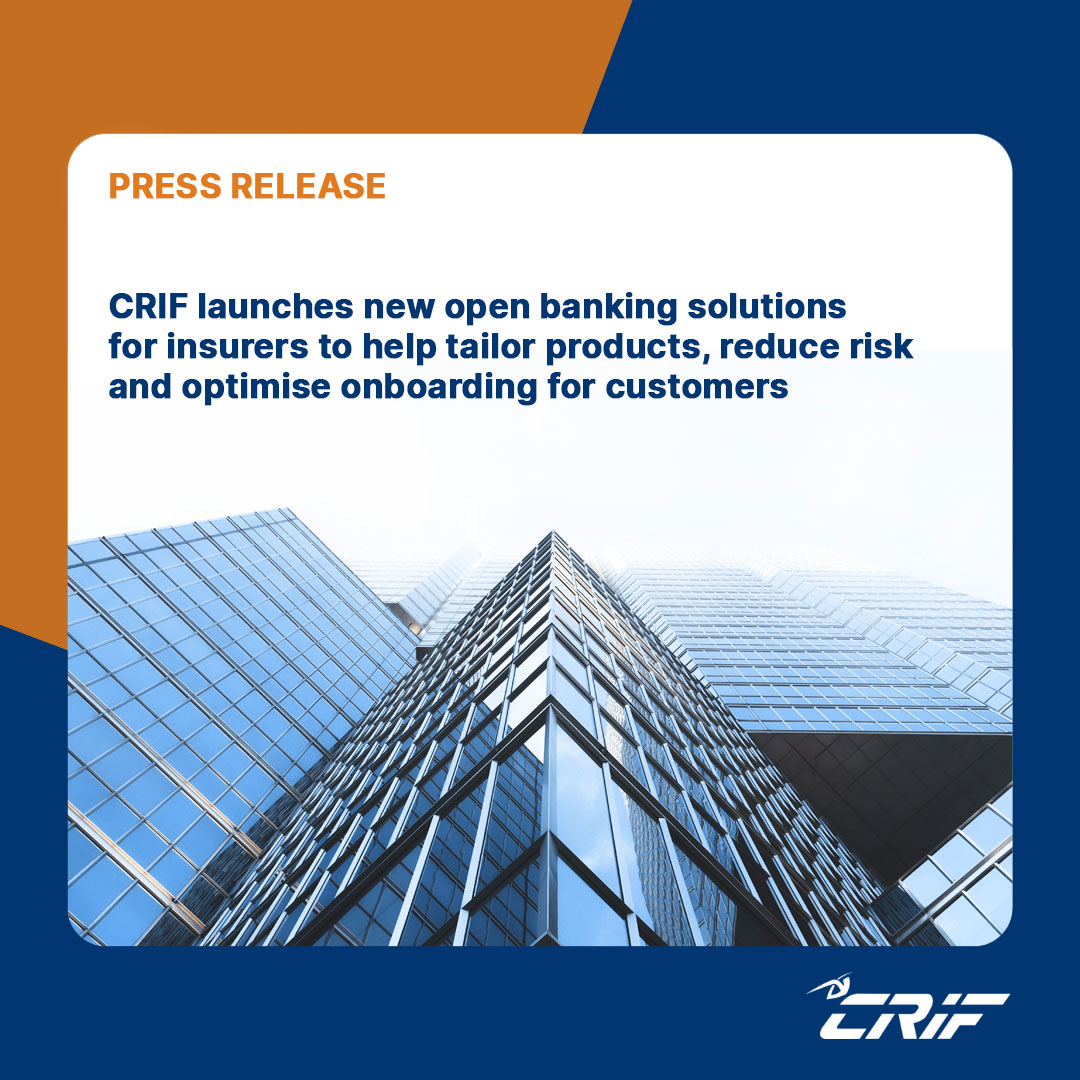 PRESS RELEASE
CRIF launches new open banking solutions
for insurers to help tailor products, reduce risk
and optimise onboarding for customers
CRIF